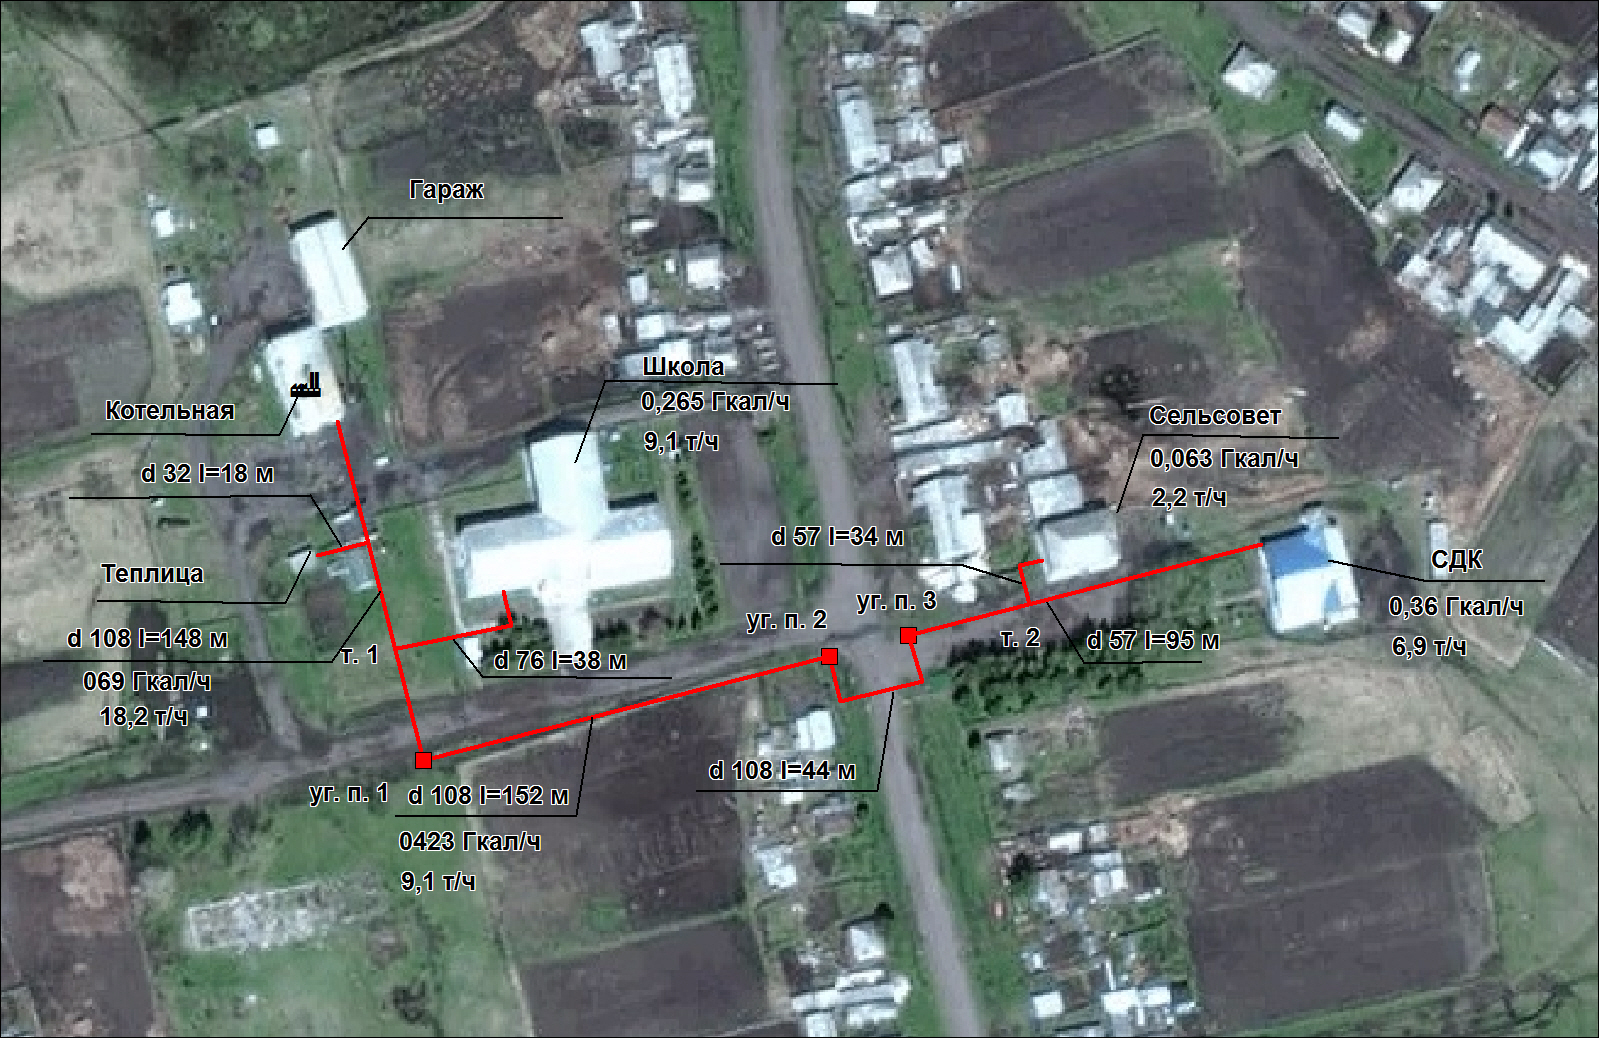 Гараж
Школа
0,265 Гкал/ч
9,1 т/ч
Котельная
Сельсовет
0,063 Гкал/ч
2,2 т/ч
d 32 l=18 м
d 57 l=34 м
Теплица
СДК
0,36 Гкал/ч
6,9 т/ч
уг. п. 2
уг. п. 3
d 108 l=148 м
069 Гкал/ч
18,2 т/ч
т. 1
d 76 l=38 м
т. 2
d 57 l=95 м
уг. п. 1
d 108 l=152 м
0423 Гкал/ч
9,1 т/ч
d 108 l=44 м